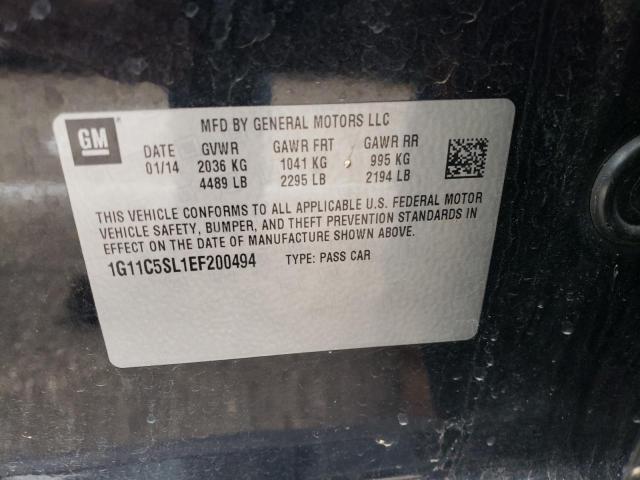 GM
MFD BY GENERAL MOTORS LLC
DATE GVWR GAWR FRT GAWR RR
01/14 2036 KG 1041 KG 995 KG
4489 LB 2295 LB 2194 LB
THIS VEHICLE CONFORMS TO ALL APPLICABLE U.S. FEDERAL MOTOR
VEHICLE SAFETY, BUMPER, AND THEFT PREVENTION STANDARDS IN
EFFECT ON THE DATE OF MANUFACTURE SHOWN ABOVE.
1G11C5SL1EF200494 TYPE: PASS CAR